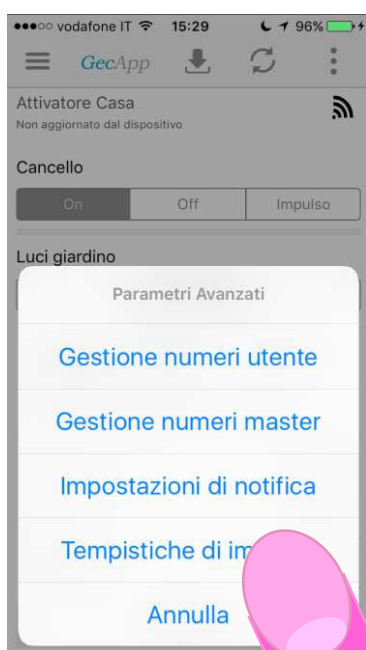 vodafone IT 15:29 96%
GecApp
Attivatore Casa
Non aggiornato dal dispositivo
Cancello
On Off Impulso
Luci giardino
Parametri Avanzati
Gestione numeri utente
Gestione numeri master
Impostazioni di notifica
Tempistiche di
Annulla